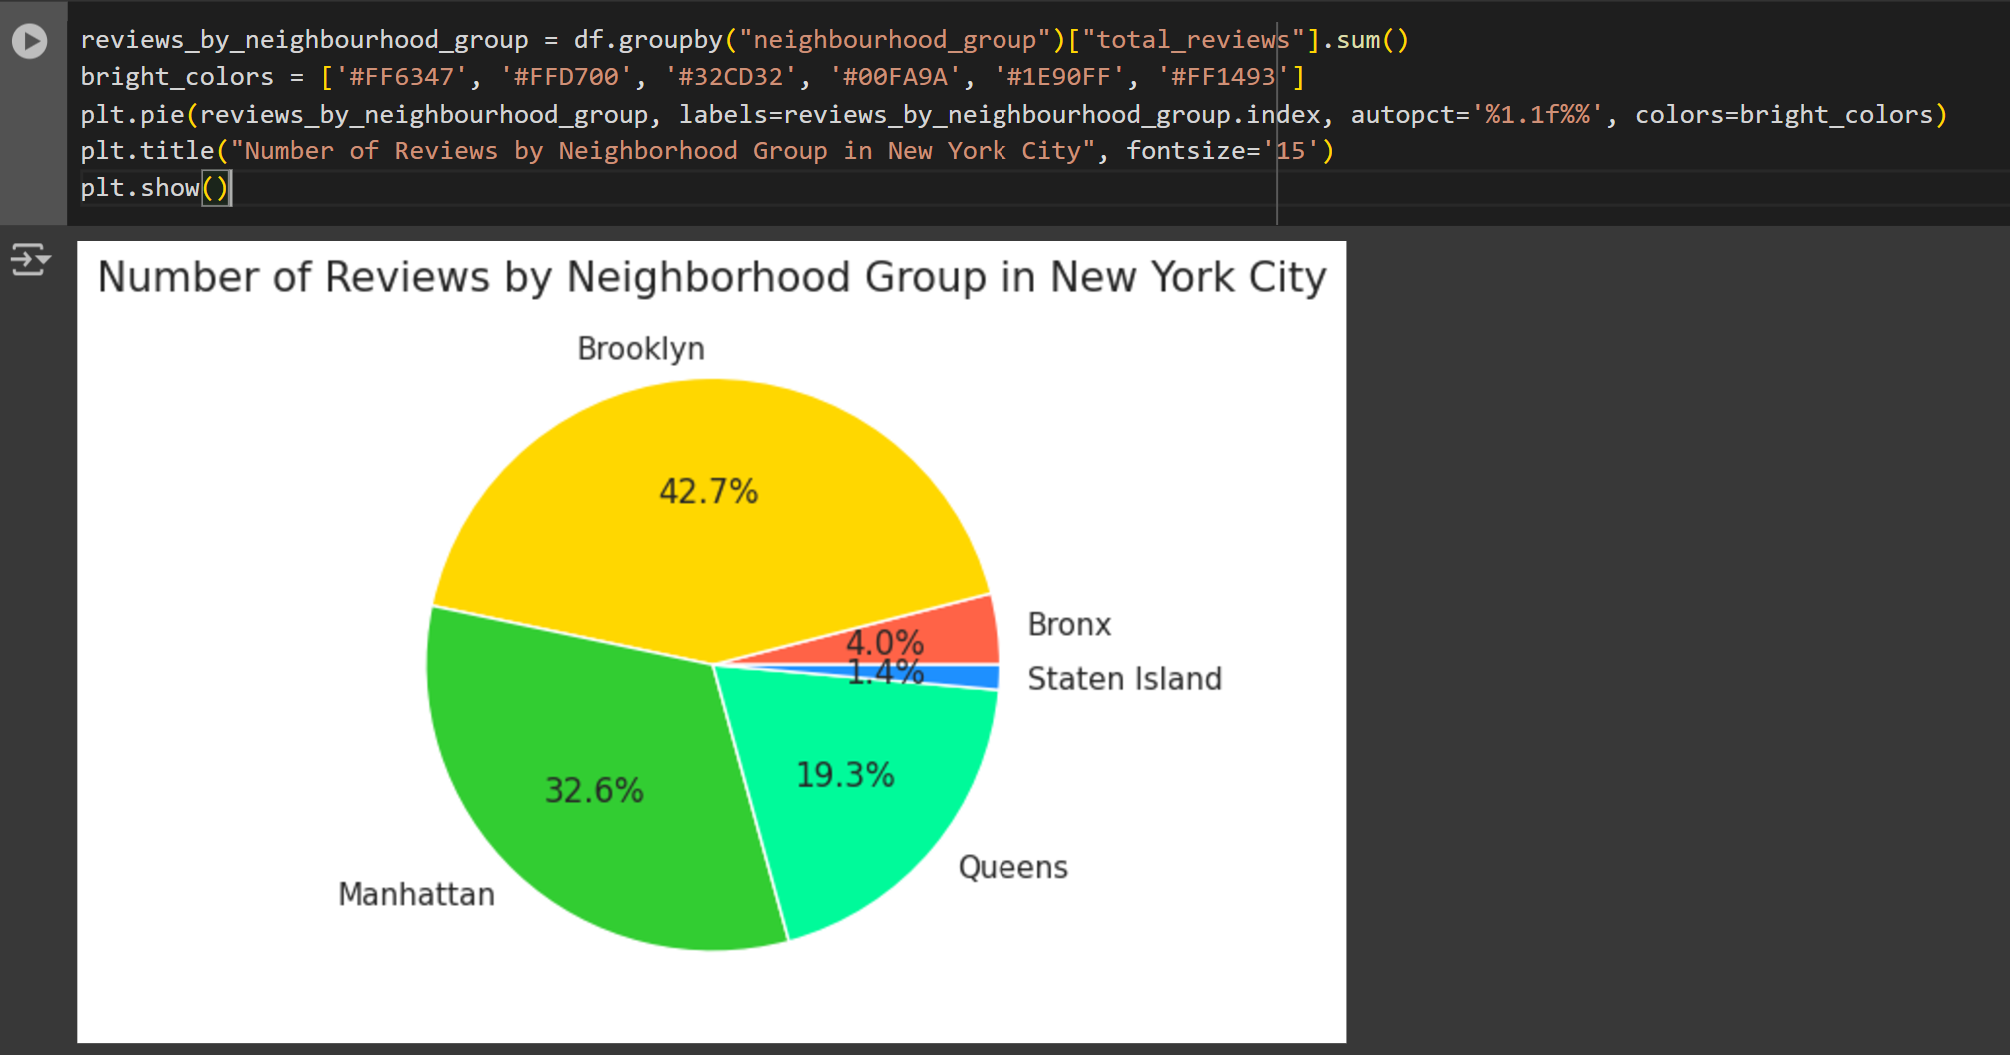 reviews_by_neighbourhood_group = df.groupby("neighbourhood_group")["total_reviews"].sum()
bright_colors = ['#FF6347', '#FFD700', '#32CD32', '#00FA9A', '#1E90FF', '#FF1493']
plt.pie(reviews_by_neighbourhood_group, labels=reviews_by_neighbourhood_group.index, autopct='%1.1f%%', colors=bright_colors)
plt.title("Number of Reviews by Neighborhood Group in New York City", fontsize='15')
plt.show()
Number of Reviews by Neighborhood Group in New York City
Brooklyn
42.7%
Bronx
4.0%
1.4%
Staten Island
19.3%
32.6%
Queens
Manhattan